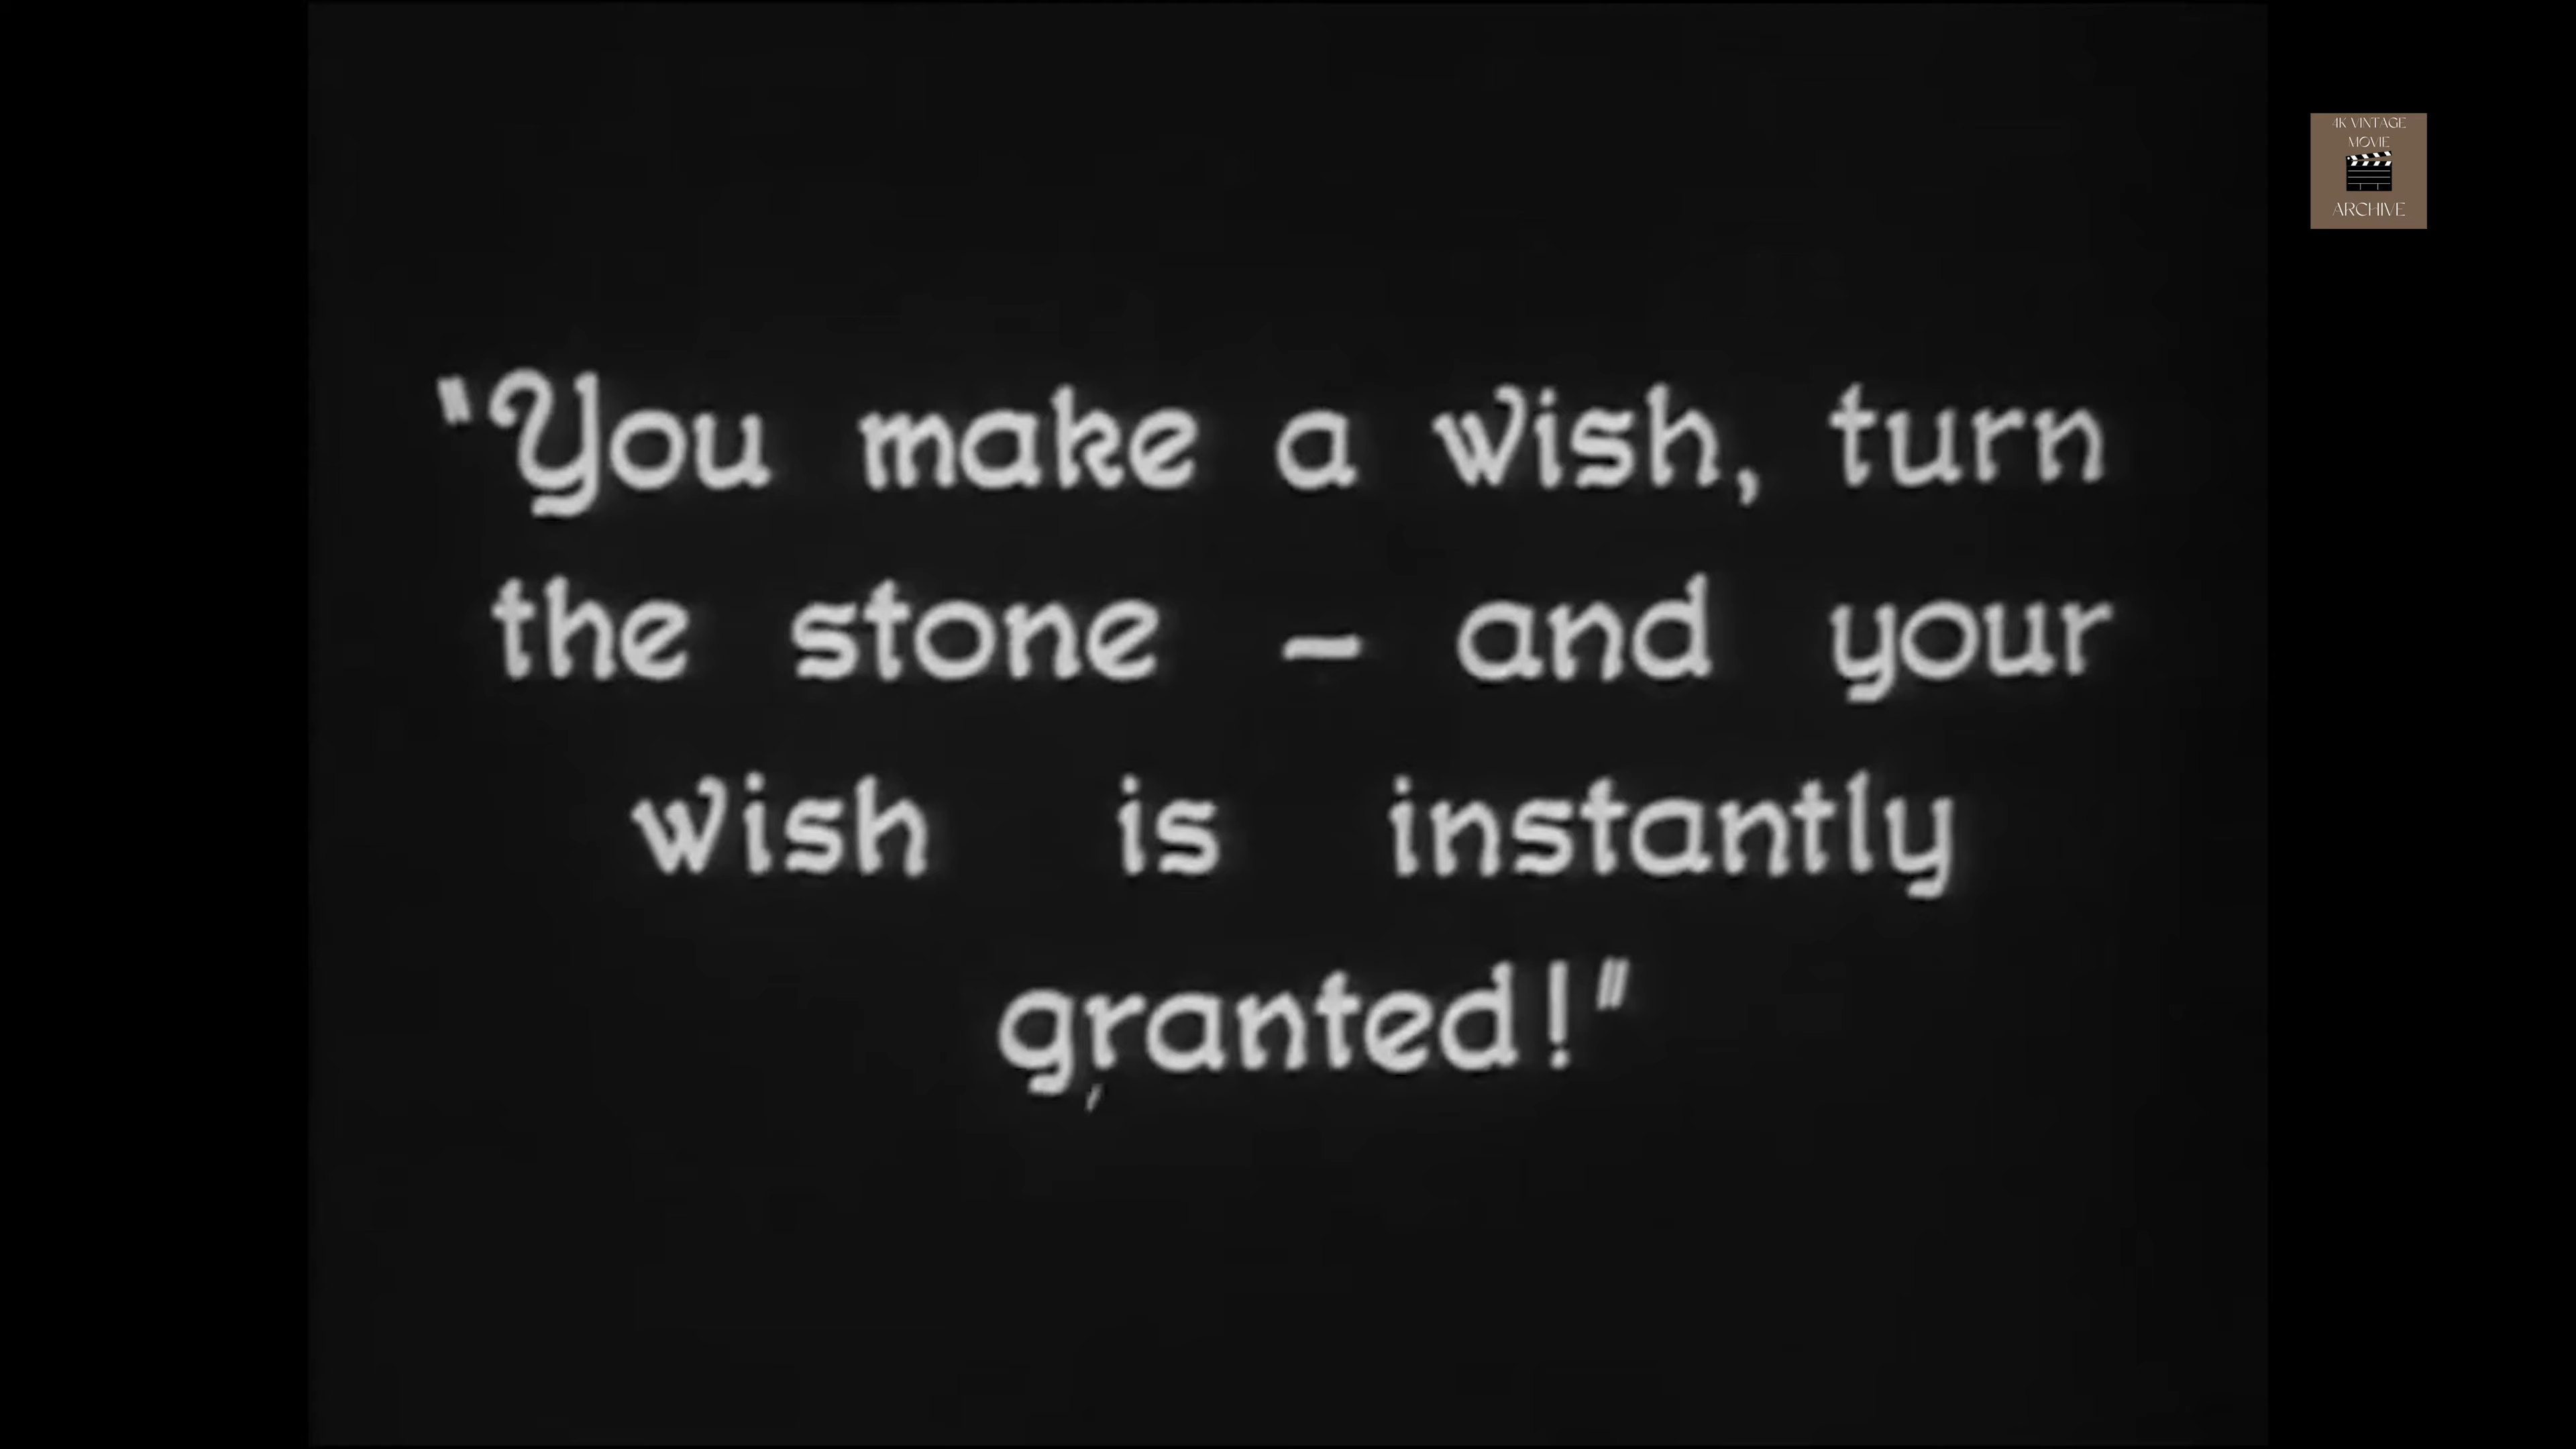 "You make a wish, turn
the stone – and your
wish is instantly
granted!"
4K VINTAGE
MOVIE
ARCHIVE